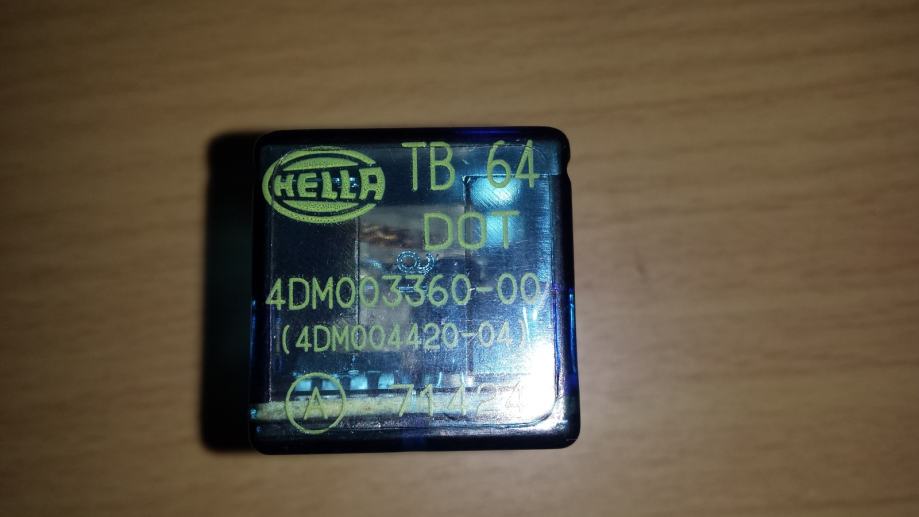 HELLA TB 64
DOT
4DM003360-00
(4DM004420-04)
A 71424